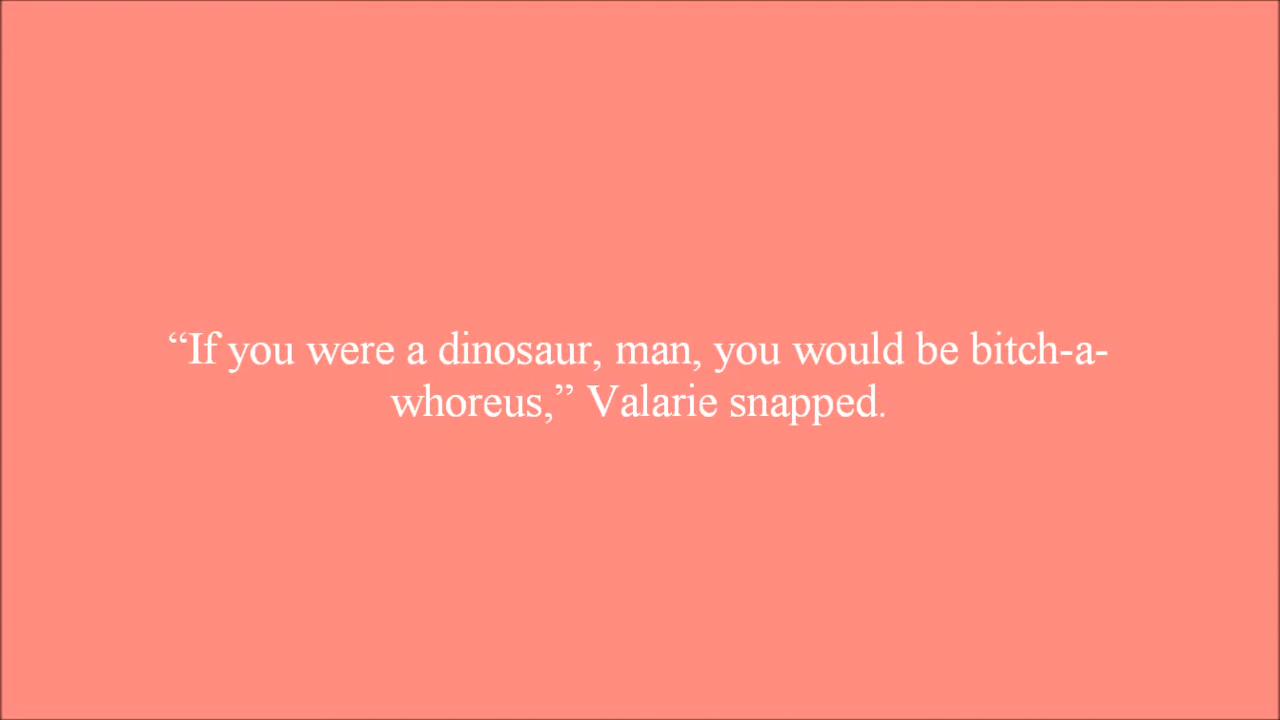 “If you were a dinosaur, man, you would be bitch-a-
whoreus,” Valarie snapped.